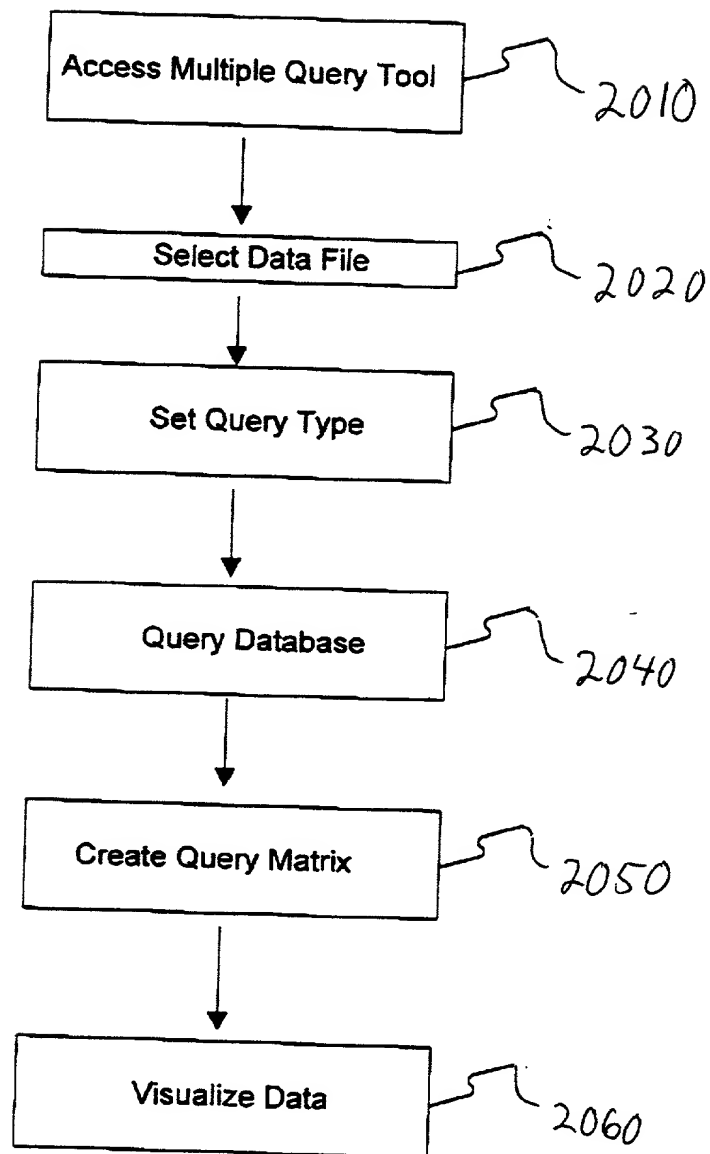 Access Multiple Query Tool
2010
Select Data File
2020
Set Query Type
2030
Query Database
2040
Create Query Matrix
2050
Visualize Data
2060